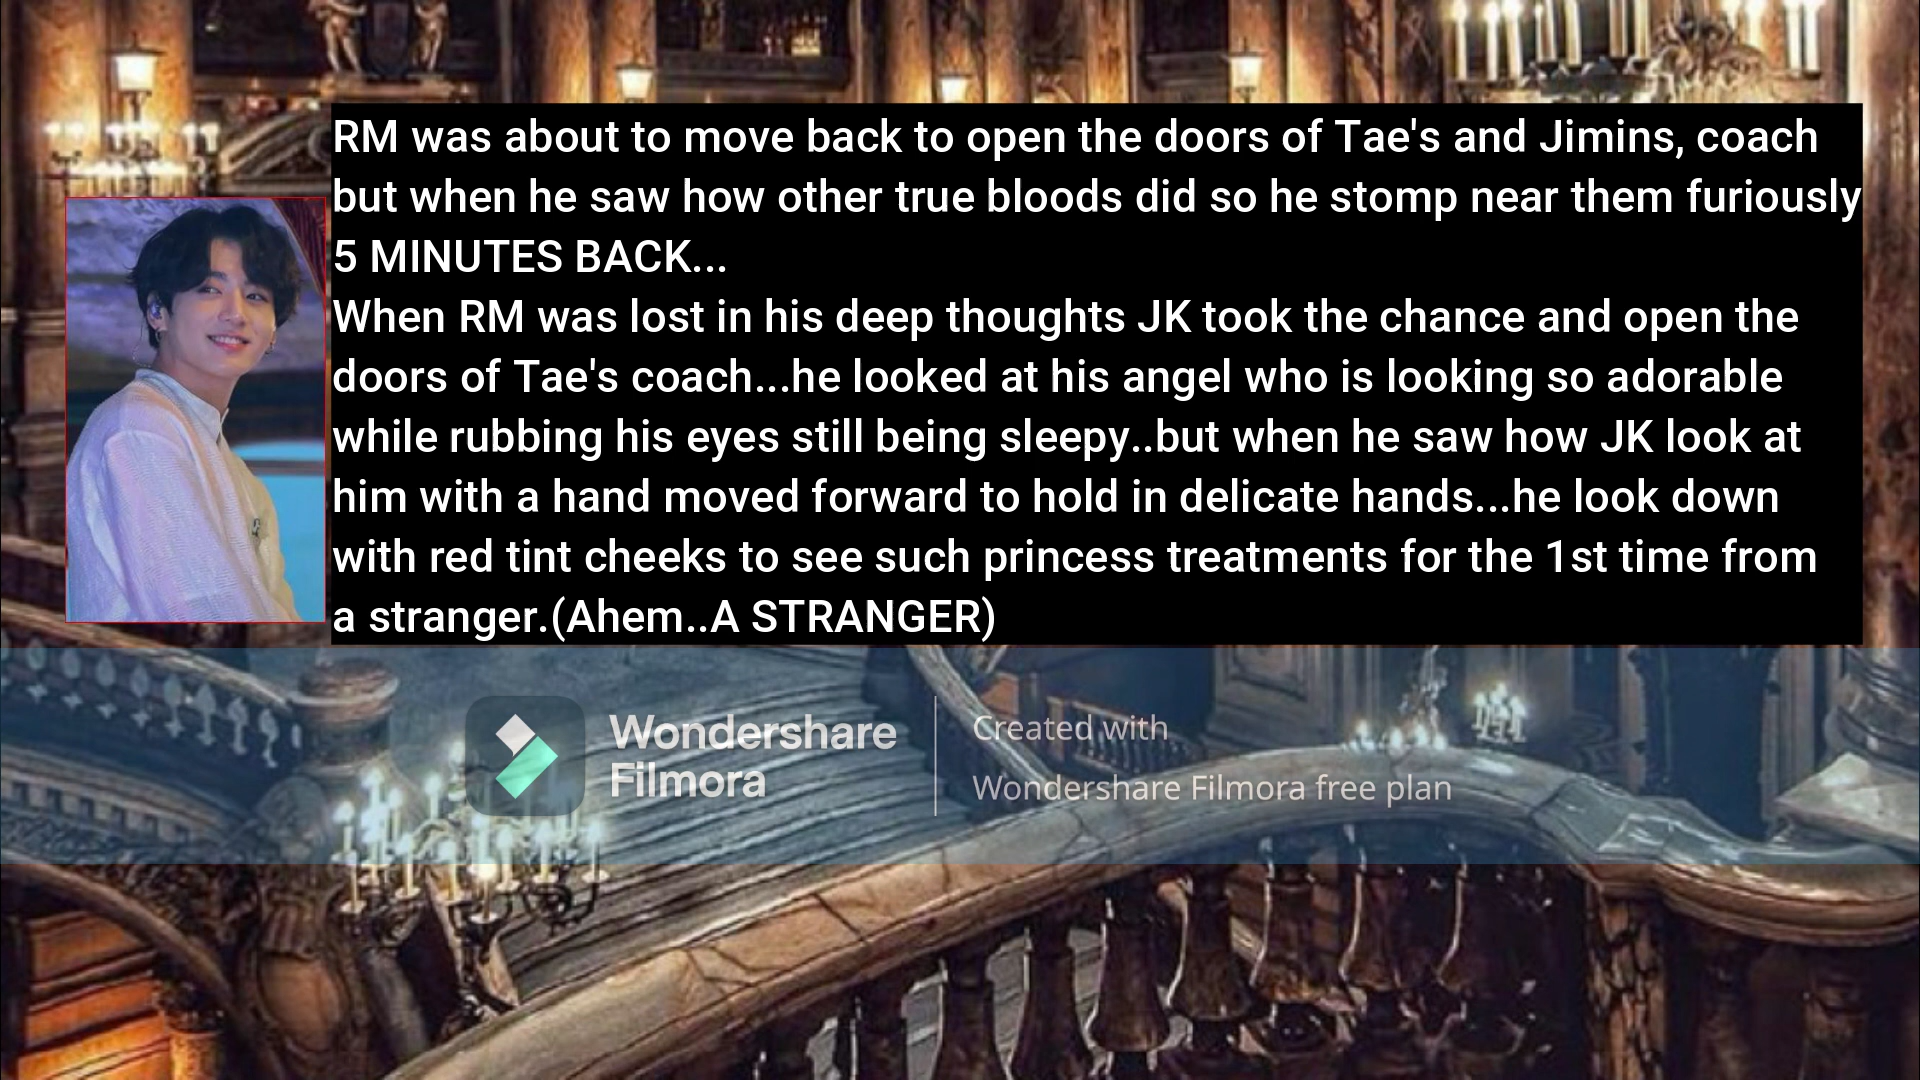 RM was about to move back to open the doors of Tae's and Jimins, coach
but when he saw how other true bloods did so he stomp near them furiously
5 MINUTES BACK...
When RM was lost in his deep thoughts JK took the chance and open the
doors of Tae's coach...he looked at his angel who is looking so adorable
while rubbing his eyes still being sleepy..but when he saw how JK look at
him with a hand moved forward to hold in delicate hands...he look down
with red tint cheeks to see such princess treatments for the 1st time from
a stranger.(Ahem..A STRANGER)
Wondershare
Filmora
Created with
Wondershare Filmora free plan